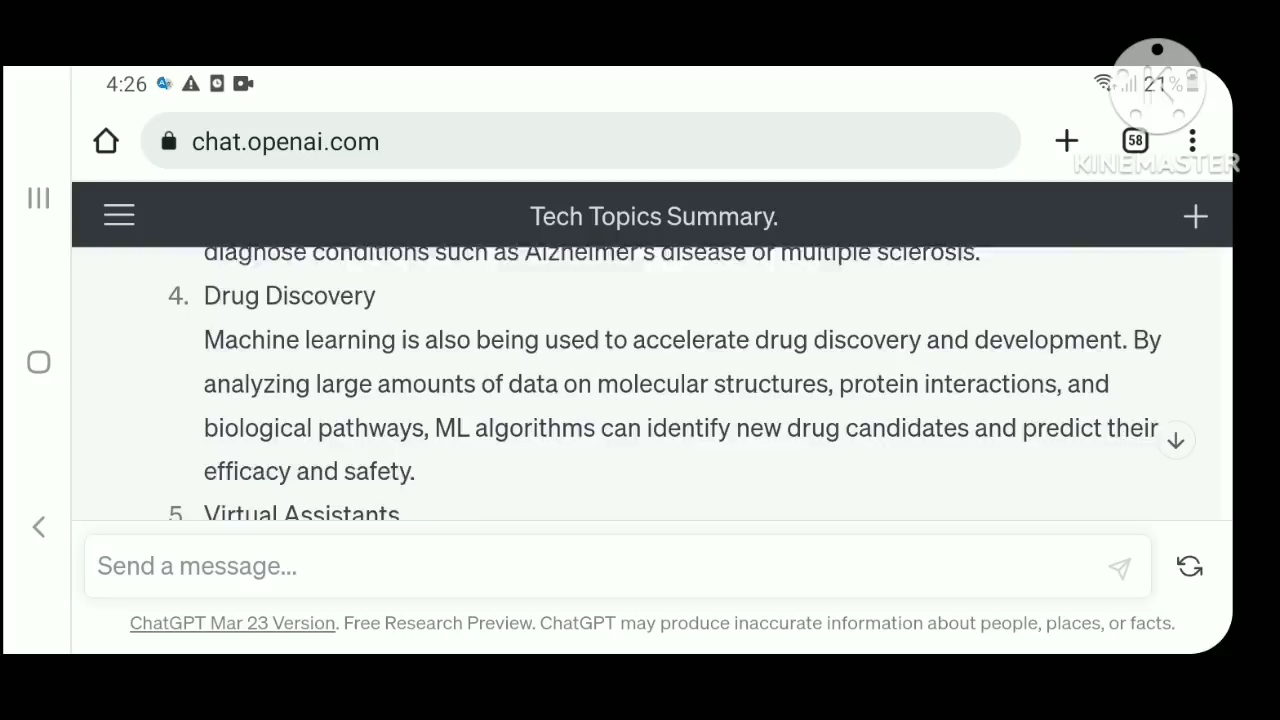 4:26
21%
chat.openai.com
58
KINEMASTER
Tech Topics Summary.
diagnose conditions such as Alzheimer's disease or multiple sclerosis.
4. Drug Discovery
Machine learning is also being used to accelerate drug discovery and development. By
analyzing large amounts of data on molecular structures, protein interactions, and
biological pathways, ML algorithms can identify new drug candidates and predict their
efficacy and safety.
5. Virtual Assistants
Send a message...
ChatGPT Mar 23 Version. Free Research Preview. ChatGPT may produce inaccurate information about people, places, or facts.